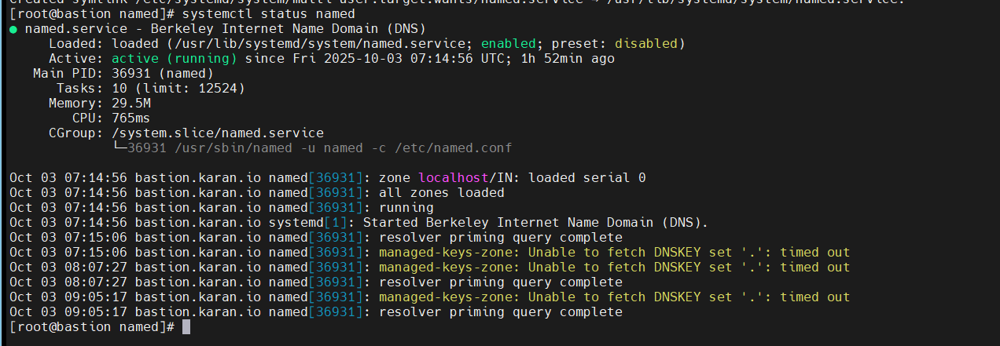 Created symlink /etc/systemd/system/multi-user.target.wants/named.service → /usr/lib/systemd/system/named.service.
[root@bastion named]# systemctl status named
● named.service - Berkeley Internet Name Domain (DNS)
Loaded: loaded (/usr/lib/systemd/system/named.service; enabled; preset: disabled)
Active: active (running) since Fri 2025-10-03 07:14:56 UTC; 1h 52min ago
Main PID: 36931 (named)
Tasks: 10 (limit: 12524)
Memory: 29.5M
CPU: 765ms
CGroup: /system.slice/named.service
└─36931 /usr/sbin/named -u named -c /etc/named.conf
Oct 03 07:14:56 bastion.karan.io named[36931]: zone localhost/IN: loaded serial 0
Oct 03 07:14:56 bastion.karan.io named[36931]: all zones loaded
Oct 03 07:14:56 bastion.karan.io named[36931]: running
Oct 03 07:14:56 bastion.karan.io systemd[1]: Started Berkeley Internet Name Domain (DNS).
Oct 03 07:15:06 bastion.karan.io named[36931]: resolver priming query complete
Oct 03 07:15:06 bastion.karan.io named[36931]: managed-keys-zone: Unable to fetch DNSKEY set '.': timed out
Oct 03 08:07:27 bastion.karan.io named[36931]: managed-keys-zone: Unable to fetch DNSKEY set '.': timed out
Oct 03 08:07:27 bastion.karan.io named[36931]: resolver priming query complete
Oct 03 09:05:17 bastion.karan.io named[36931]: managed-keys-zone: Unable to fetch DNSKEY set '.': timed out
Oct 03 09:05:17 bastion.karan.io named[36931]: resolver priming query complete
[root@bastion named]#